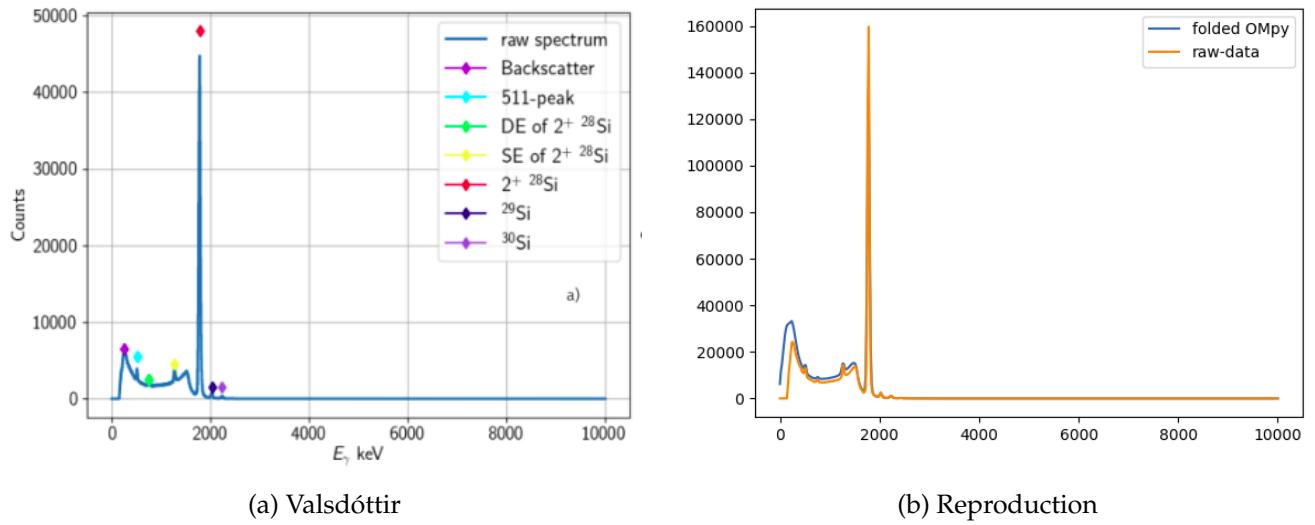 50000
40000
30000
20000
10000
0
Counts
0 2000 4000 6000 8000 10000
E_γ keV
raw spectrum
Backscatter
511-peak
DE of 2⁺ ²⁸Si
SE of 2⁺ ²⁸Si
2⁺ ²⁸Si
²⁹Si
³⁰Si
a)
(a) Valsdóttir
160000
140000
120000
100000
80000
60000
40000
20000
0
0 2000 4000 6000 8000 10000
folded OMpy
raw-data
(b) Reproduction